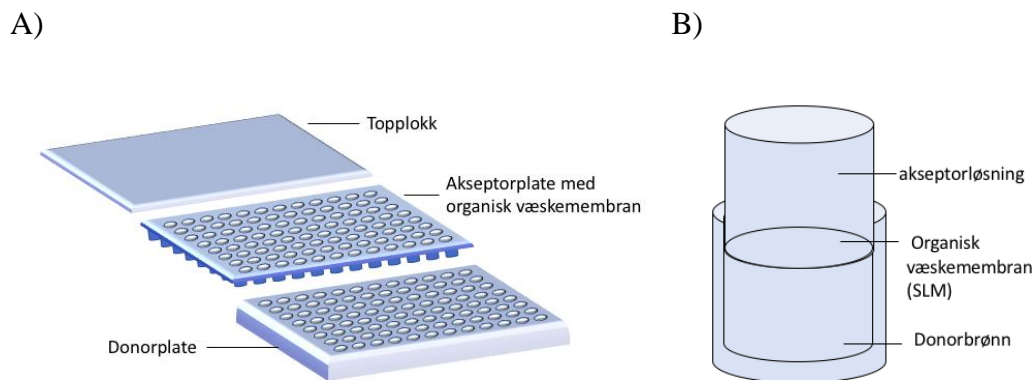 A)
B)
Topplokk
Akseptorplate med
organisk væskemembran
Donorplate
akseptorløsning
Organisk
væskemembran
(SLM)
Donorbrønn